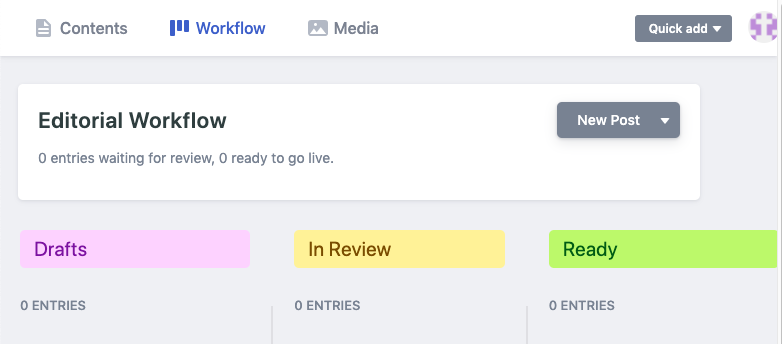 Contents Workflow Media Quick add
Editorial Workflow
New Post
0 entries waiting for review, 0 ready to go live.
Drafts In Review Ready
0 ENTRIES 0 ENTRIES 0 ENTRIES